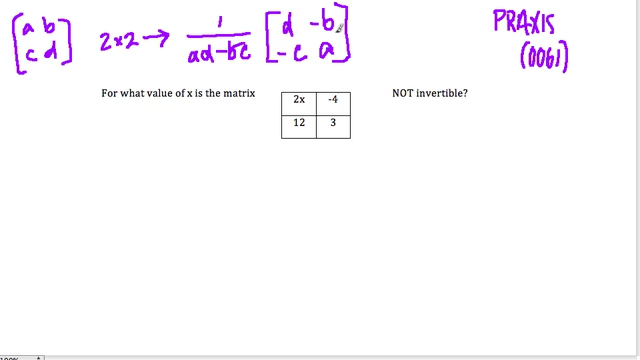 [a b
c d] 2x2 → 1/(ad-bc) [d -b
-c a]
PRAXIS
(0061)
For what value of x is the matrix
2x -4
12 3
NOT invertible?
100%